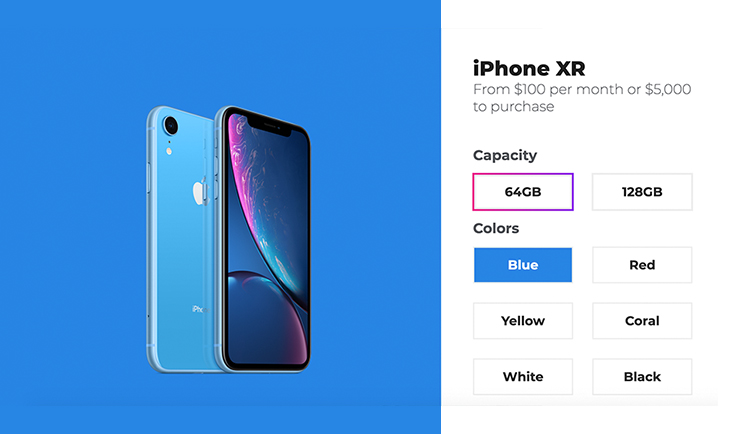 iPhone XR
From $100 per month or $5,000
to purchase
Capacity
64GB
128GB
Colors
Blue
Red
Yellow
Coral
White
Black